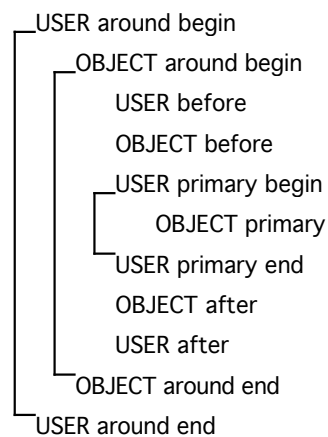 USER around begin
OBJECT around begin
USER before
OBJECT before
USER primary begin
OBJECT primary
USER primary end
OBJECT after
USER after
OBJECT around end
USER around end